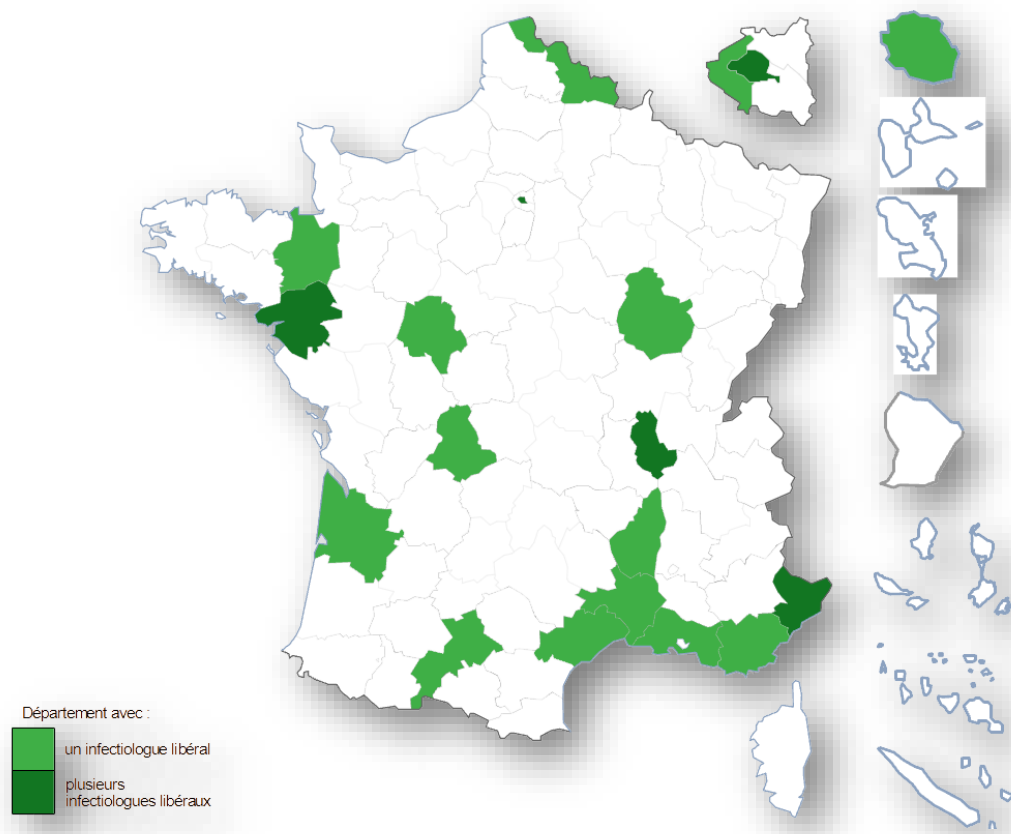 Département avec :
un infectiologue libéral
plusieurs
infectiologues libéraux